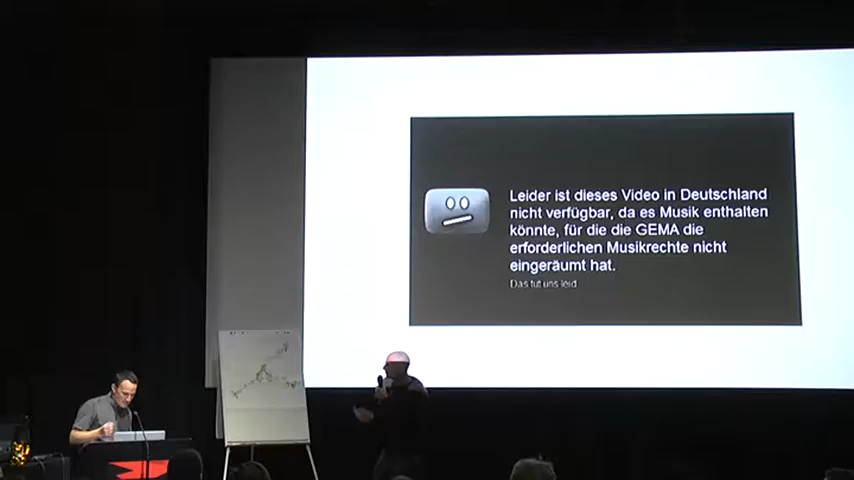 Leider ist dieses Video in Deutschland
nicht verfügbar, da es Musik enthalten
könnte, für die die GEMA die
erforderlichen Musikrechte nicht
eingeräumt hat.
Das tut uns leid